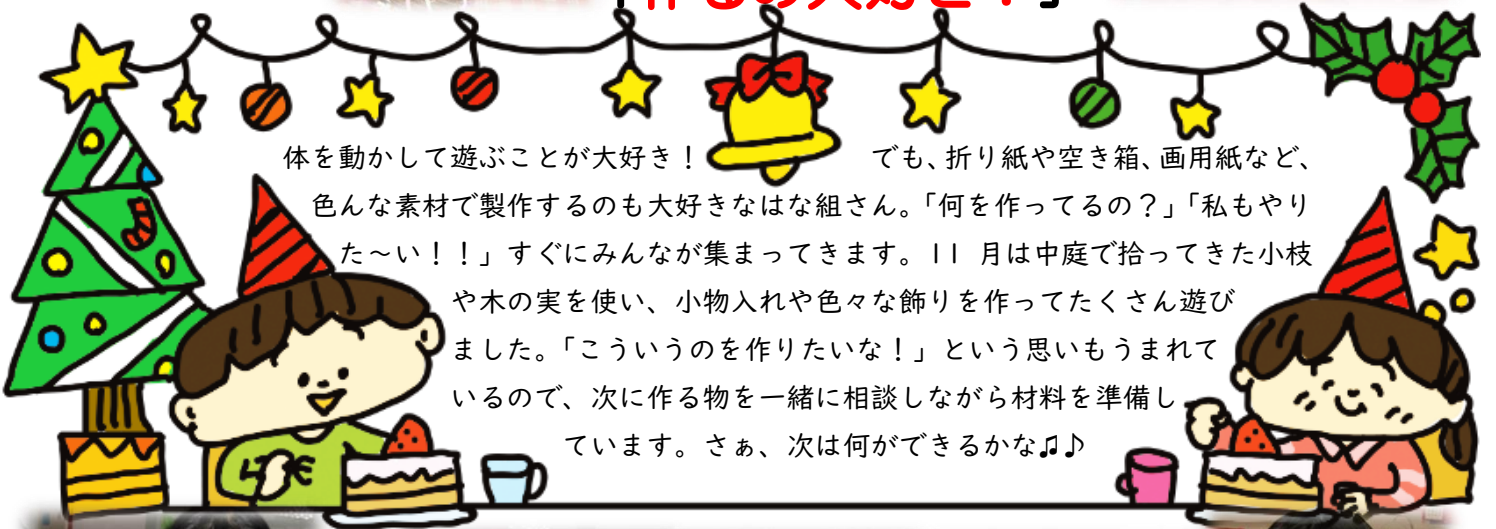 「作るの大好き！」
体を動かして遊ぶことが大好き！でも、折り紙や空き箱、画用紙など、
色んな素材で製作するのも大好きなはな組さん。「何を作ってるの？」「私もやり
た～い！！」すぐにみんなが集まってきます。11 月は中庭で拾ってきた小枝
や木の実を使い、小物入れや色々な飾りを作ってたくさん遊び
ました。「こういうのを作りたいな！」という思いもうまれて
いるので、次に作る物を一緒に相談しながら材料を準備し
ています。さぁ、次は何ができるかな♫♪